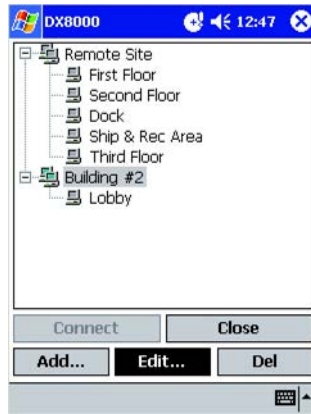 DX8000 12:47
Remote Site
First Floor
Second Floor
Dock
Ship & Rec Area
Third Floor
Building #2
Lobby
Connect Close
Add... Edit... Del